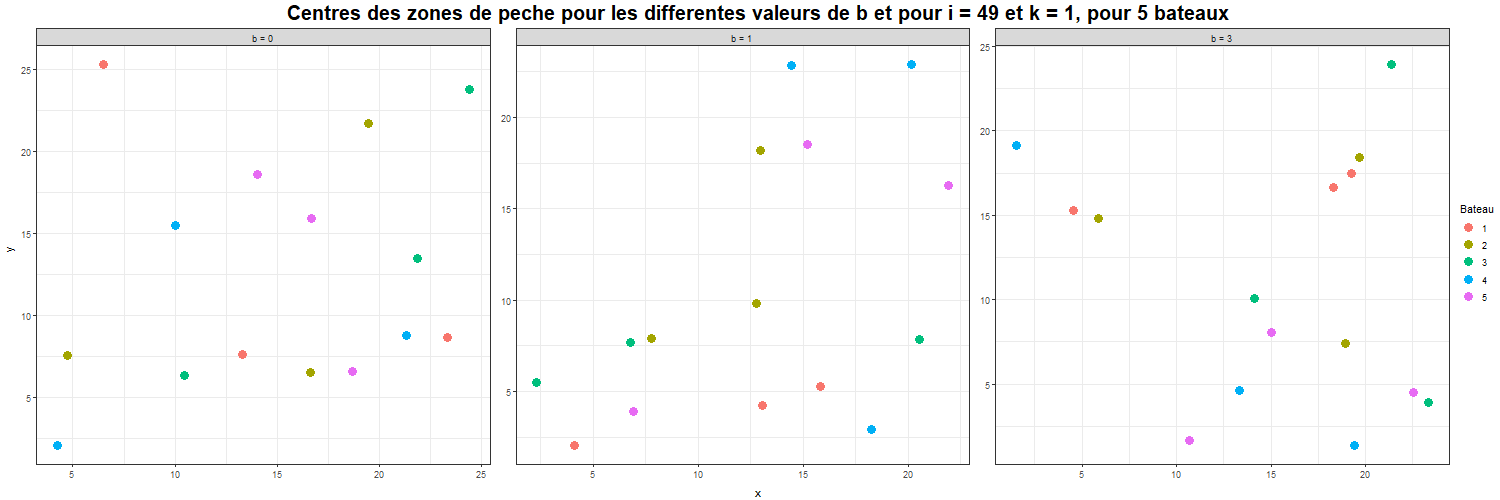 Centres des zones de peche pour les differentes valeurs de b et pour i = 49 et k = 1, pour 5 bateaux
b = 0
b = 1
b = 3
y
25
20
15
10
5
5 10 15 20 25
20
15
10
5
5 10 15 20
25
20
15
10
5
5 10 15 20
x
Bateau
1
2
3
4
5